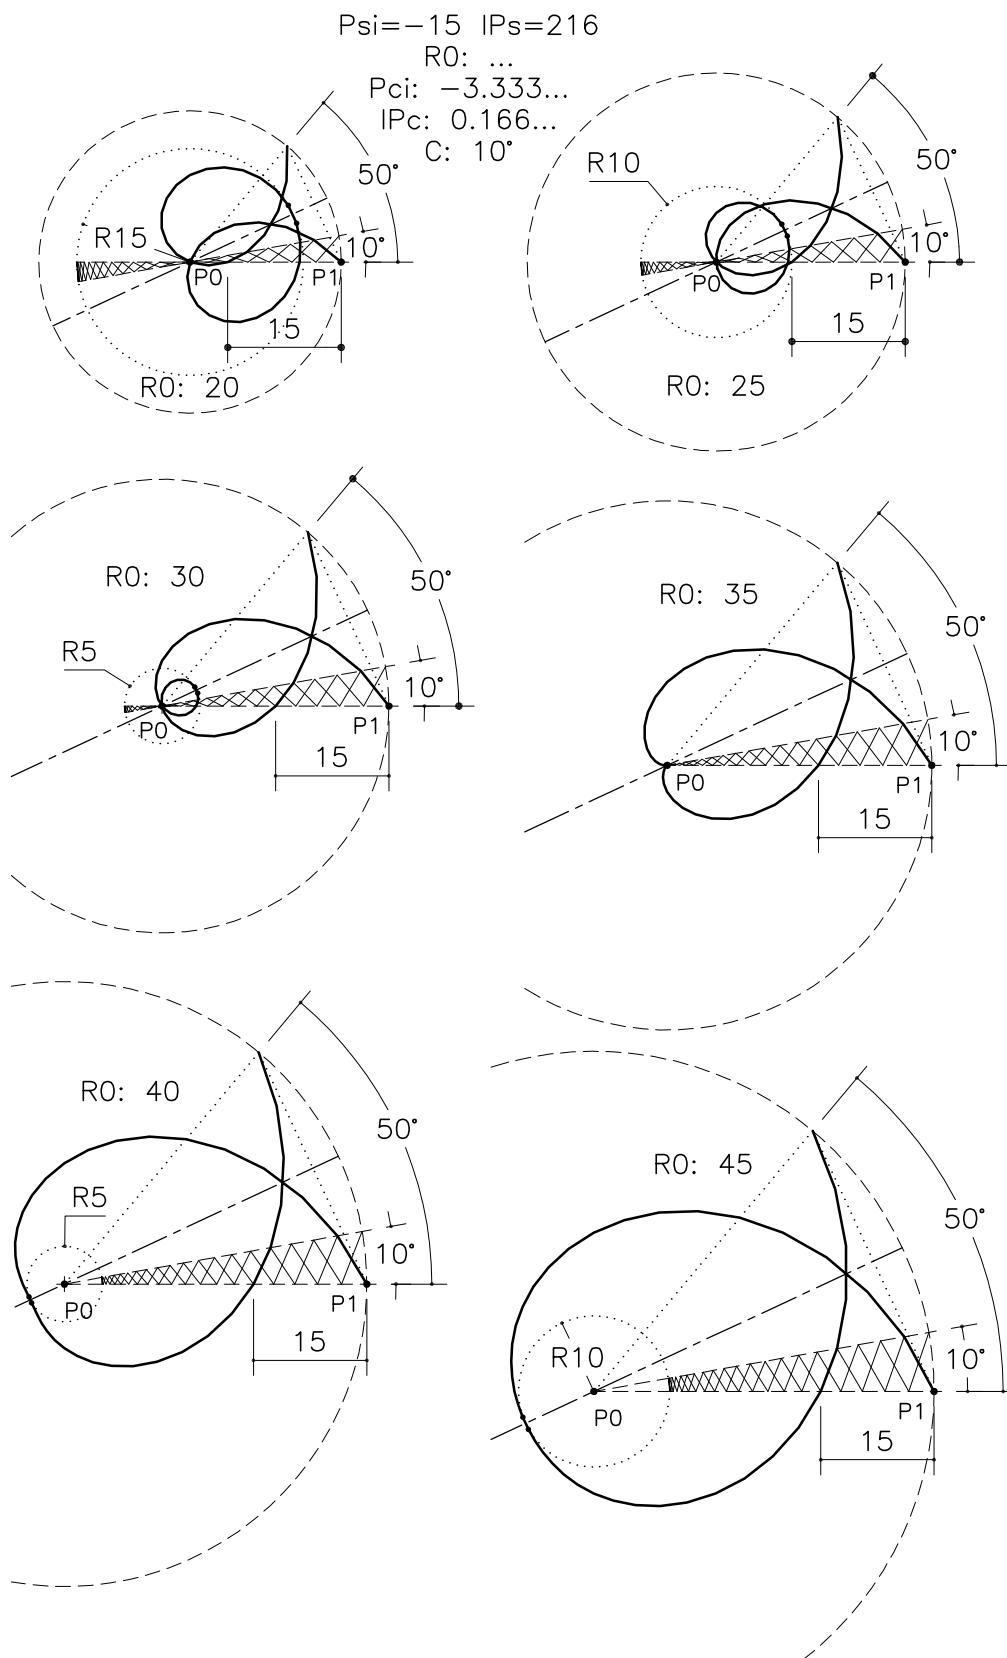 Psi=−15 IPs=216
R0: ...
Pci: −3.333...
IPc: 0.166...
C: 10°
50°
R15
10°
P0
P1
15
R0: 20
50°
R10
10°
P0
P1
15
R0: 25
R0: 30
50°
R5
10°
P0
P1
15
R0: 35
50°
10°
P0
P1
15
R0: 40
50°
R5
10°
P0
P1
15
R0: 45
50°
R10
10°
P0
P1
15